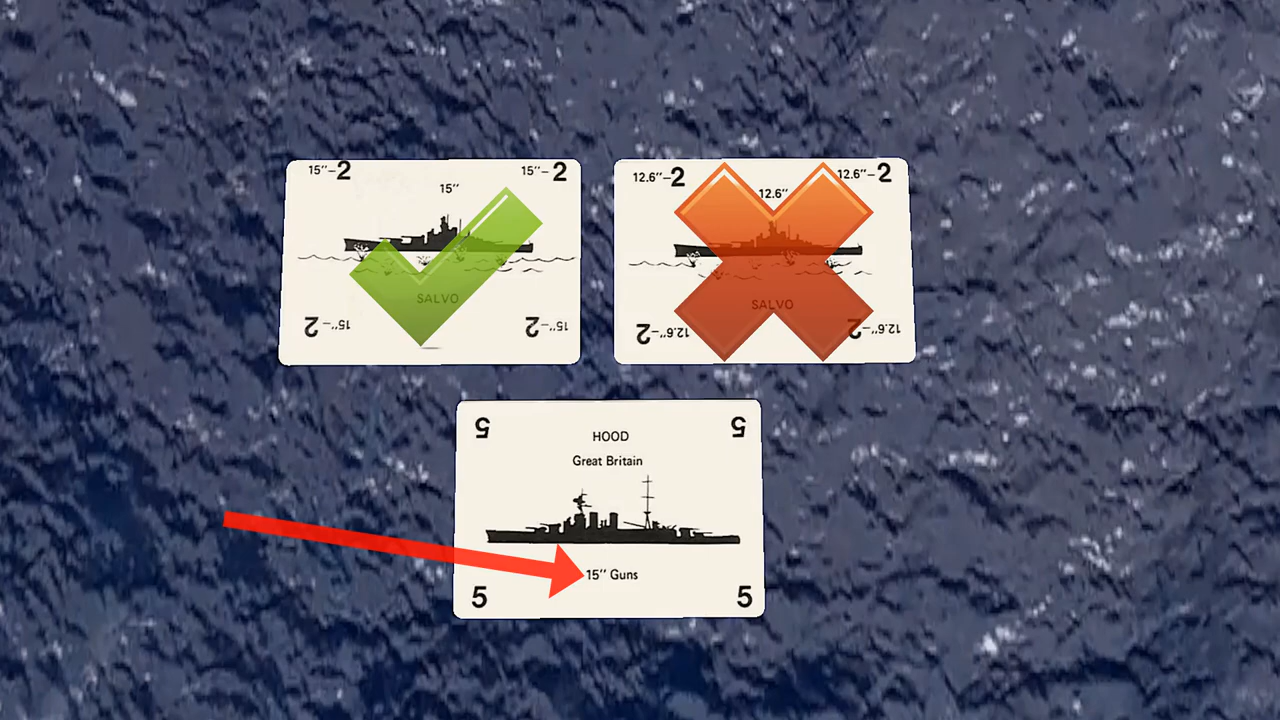 15″–2 15″–2
15″
SALVO
15″–2 15″–2
12.6″–2 12.6″–2
12.6″
SALVO
12.6″–2 12.6″–2
5 5
HOOD
Great Britain
15″ Guns
5 5